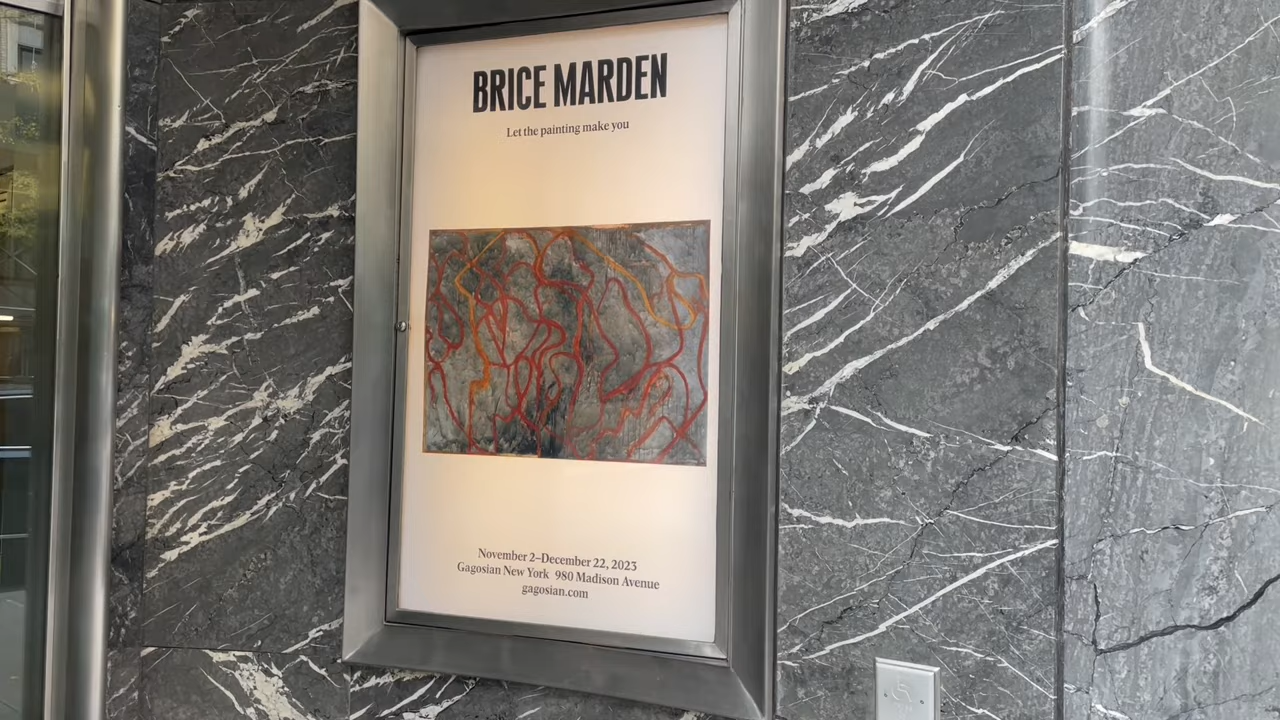 BRICE MARDEN
Let the painting make you
November 2–December 22, 2023
Gagosian New York 980 Madison Avenue
gagosian.com